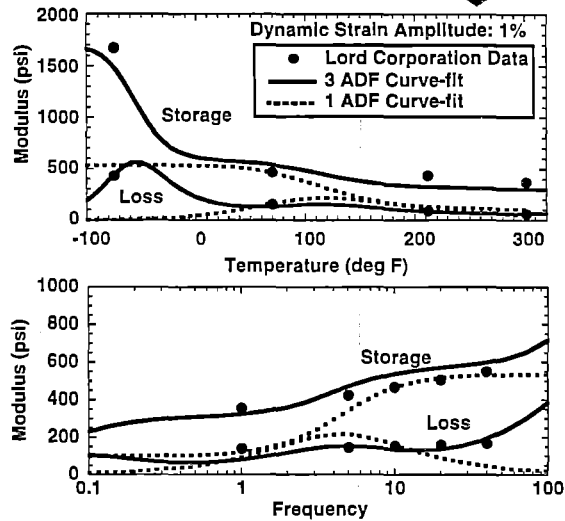 Dynamic Strain Amplitude: 1%
Lord Corporation Data
3 ADF Curve-fit
1 ADF Curve-fit
2000
1500
1000
500
0
Modulus (psi)
Storage
Loss
-100 0 100 200 300
Temperature (deg F)
1000
800
600
400
200
0
Modulus (psi)
Storage
Loss
0.1 1 10 100
Frequency